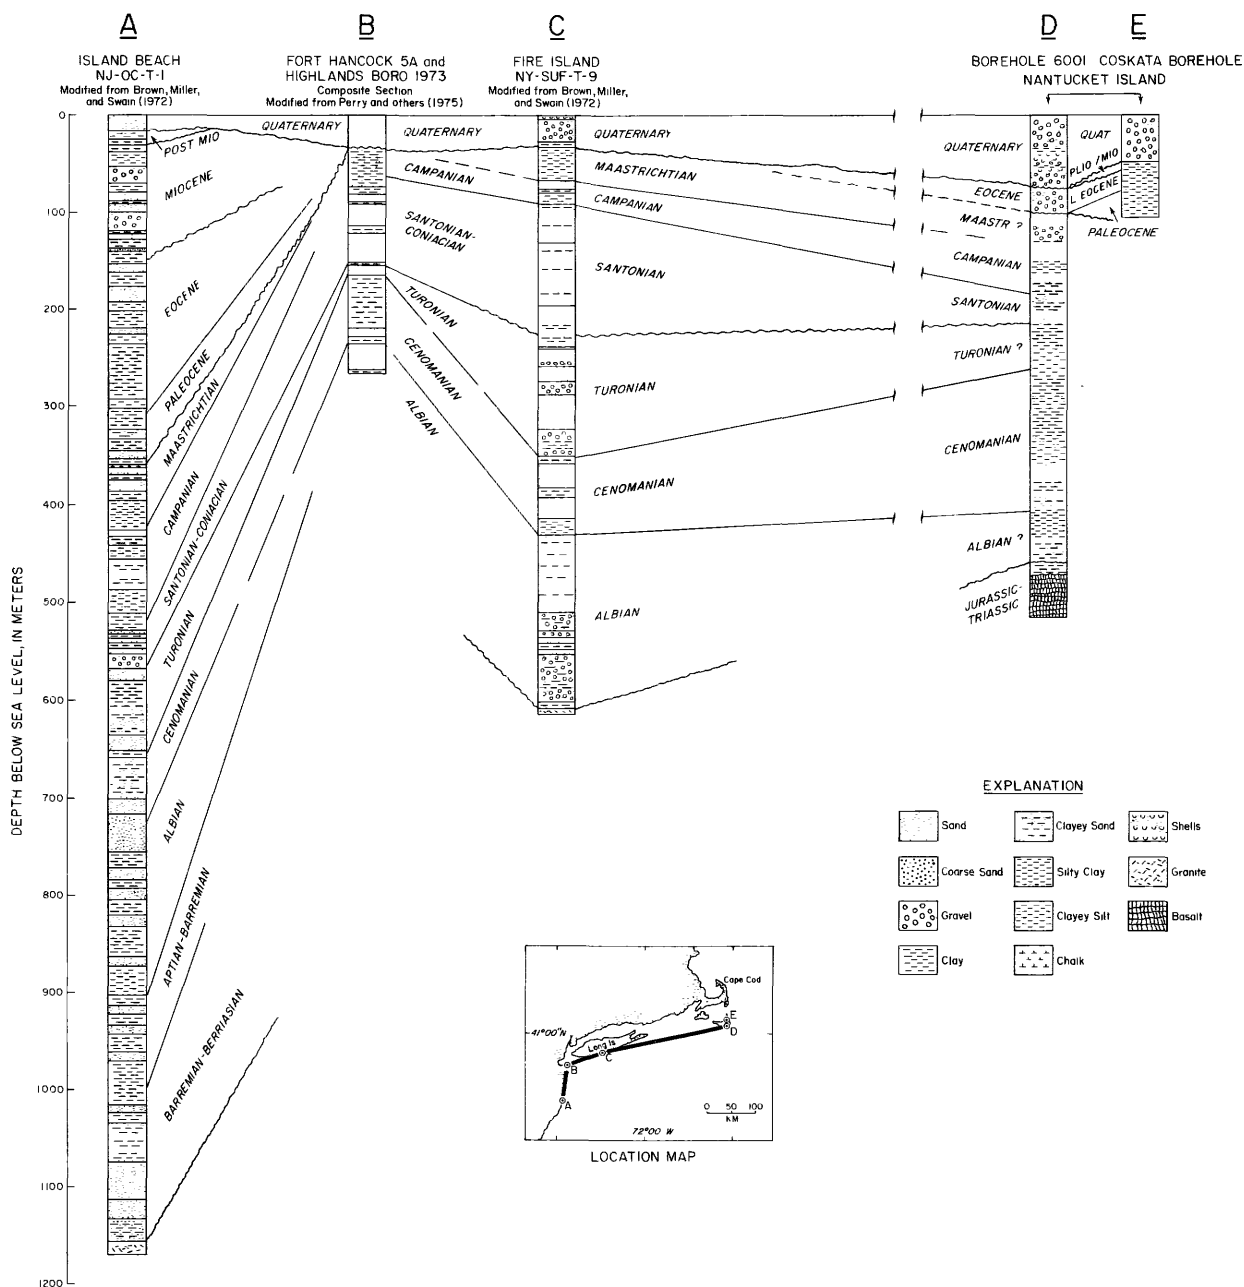 A
ISLAND BEACH
NJ-OC-T-1
Modified from Brown, Miller,
and Swain (1972)
B
FORT HANCOCK 5A and
HIGHLANDS BORO 1973
Composite Section
Modified from Perry and others (1975)
C
FIRE ISLAND
NY-SUF-T-9
Modified from Brown, Miller,
and Swain (1972)
D
E
BOREHOLE 6001 COSKATA BOREHOLE
NANTUCKET ISLAND
DEPTH BELOW SEA LEVEL, IN METERS
0
100
200
300
400
500
600
700
800
900
1000
1100
1200
POST MIO
MIOCENE
EOCENE
PALEOCENE
MAASTRICHTIAN
CAMPANIAN
SANTONIAN-CONIACIAN
TURONIAN
CENOMANIAN
ALBIAN
APTIAN-BARREMIAN
BARREMIAN-BERRIASIAN
QUATERNARY
QUATERNARY
CAMPANIAN
SANTONIAN-
CONIACIAN
TURONIAN
CENOMANIAN
ALBIAN
QUATERNARY
MAASTRICHTIAN
CAMPANIAN
SANTONIAN
TURONIAN
CENOMANIAN
ALBIAN
QUATERNARY
EOCENE
MAASTR ?
CAMPANIAN
SANTONIAN
TURONIAN ?
CENOMANIAN
ALBIAN ?
JURASSIC-
TRIASSIC
QUAT
PLIO/MIO
L EOCENE
PALEOCENE
EXPLANATION
Sand
Clayey Sand
Shells
Coarse Sand
Silty Clay
Granite
Gravel
Clayey Silt
Basalt
Clay
Chalk
Cape Cod
41°00'N
Long Is
E
D
C
B
A
0 50 100
KM
72°00 W
LOCATION MAP